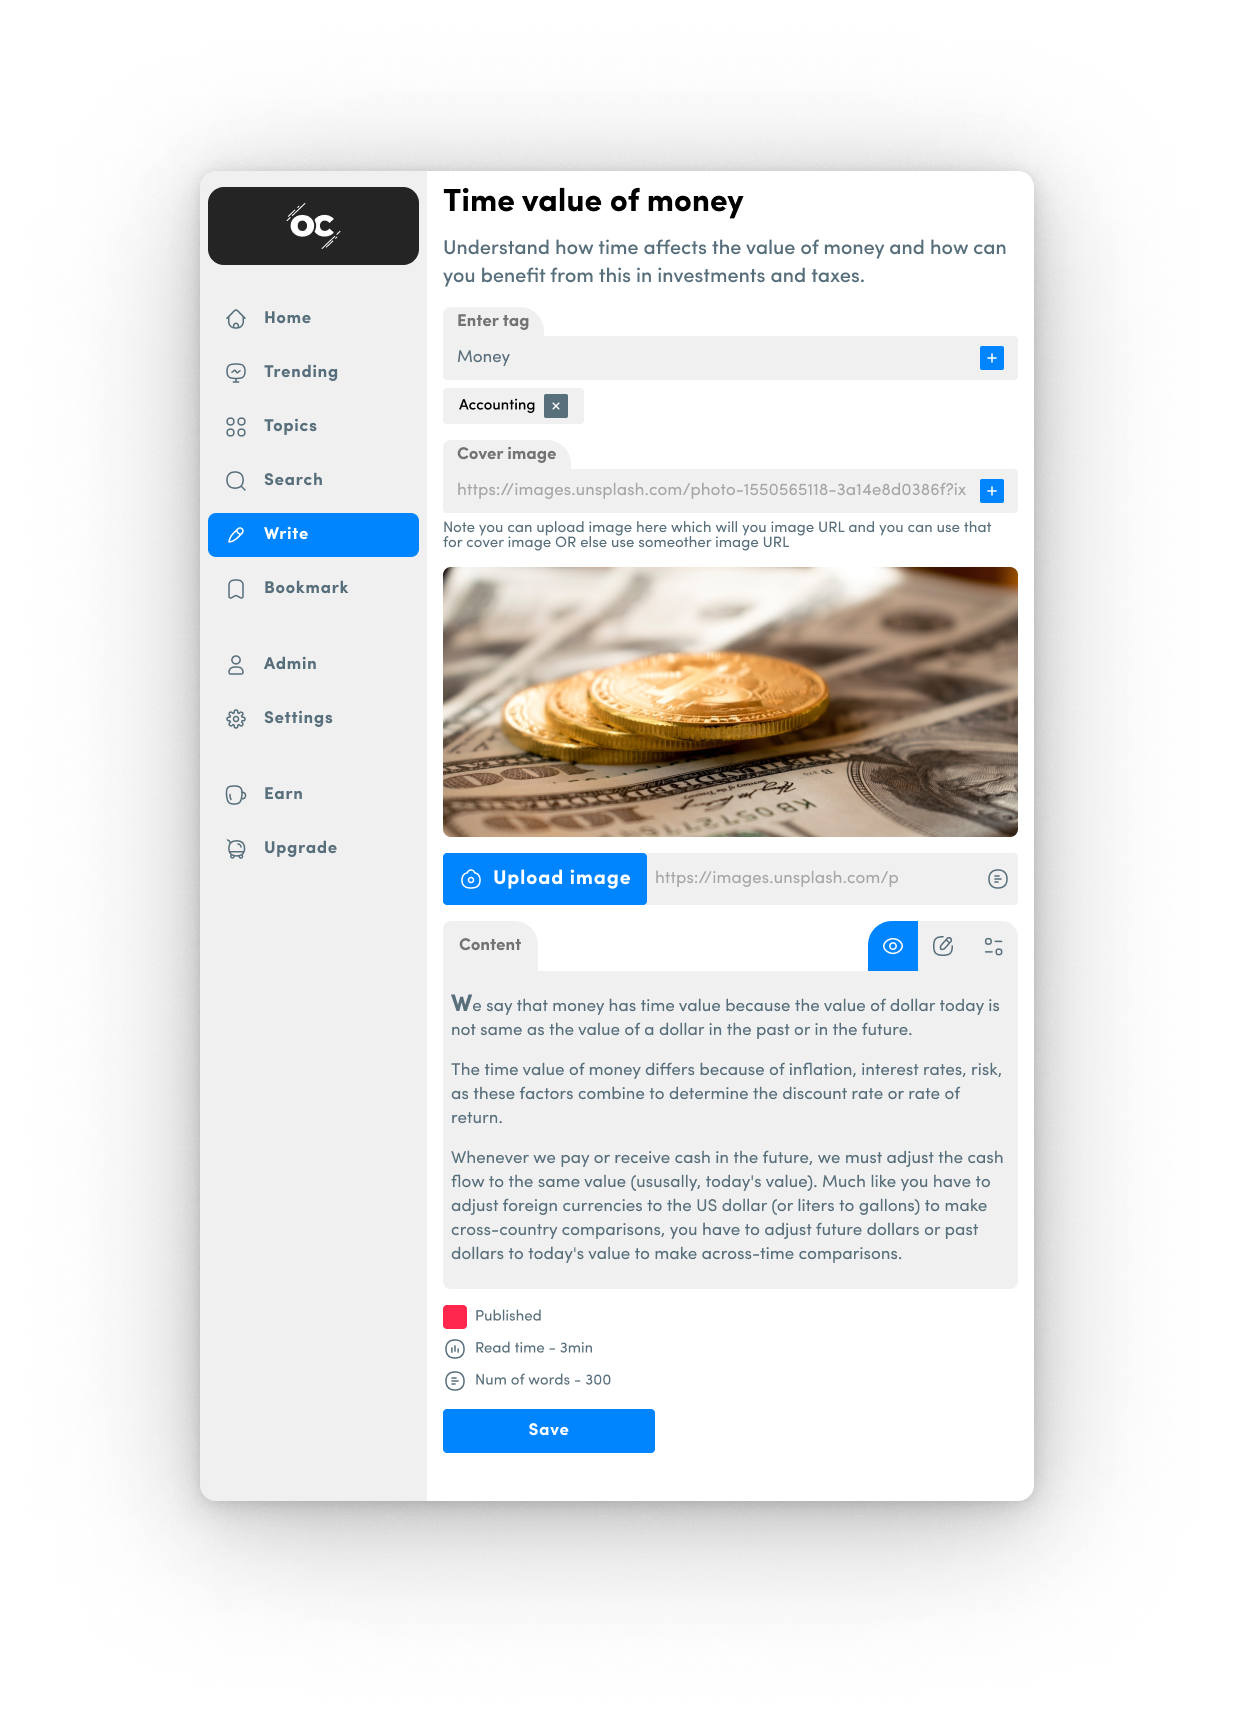 OC
Home
Trending
Topics
Search
Write
Bookmark
Admin
Settings
Earn
Upgrade
Time value of money
Understand how time affects the value of money and how can
you benefit from this in investments and taxes.
Enter tag
Money
Accounting
Cover image
https://images.unsplash.com/photo-1550565118-3a14e8d0386f?ix
Note you can upload image here which will you image URL and you can use that
for cover image OR else use someother image URL
Upload image
https://images.unsplash.com/p
Content
We say that money has time value because the value of dollar today is
not same as the value of a dollar in the past or in the future.
The time value of money differs because of inflation, interest rates, risk,
as these factors combine to determine the discount rate or rate of
return.
Whenever we pay or receive cash in the future, we must adjust the cash
flow to the same value (ususally, today's value). Much like you have to
adjust foreign currencies to the US dollar (or liters to gallons) to make
cross-country comparisons, you have to adjust future dollars or past
dollars to today's value to make across-time comparisons.
Published
Read time - 3min
Num of words - 300
Save